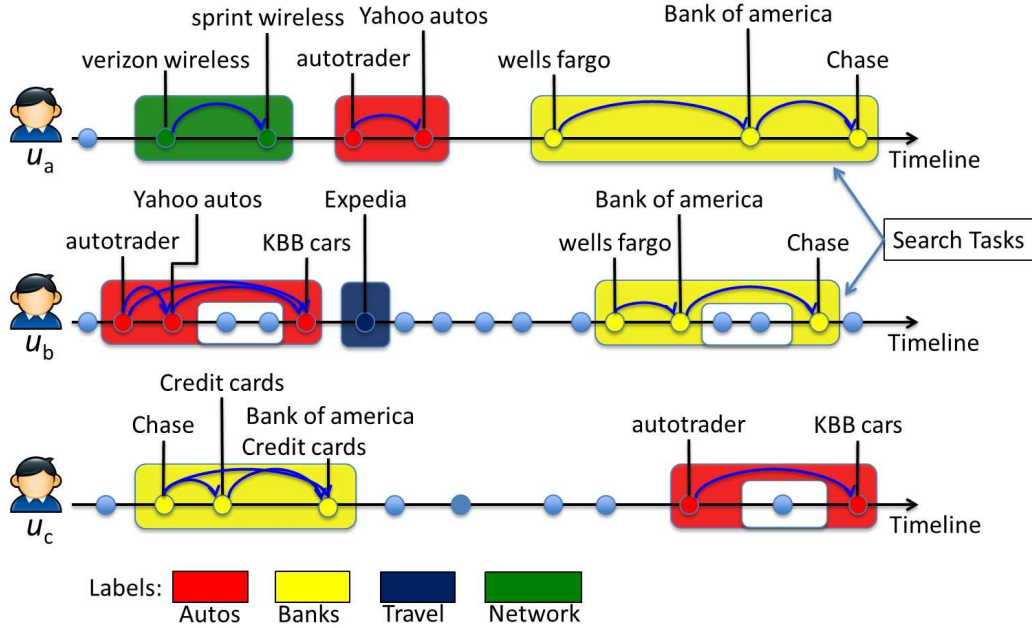 sprint wireless
Yahoo autos
Bank of america
verizon wireless
autotrader
wells fargo
Chase
u_a
Timeline
Yahoo autos
Expedia
Bank of america
autotrader
KBB cars
wells fargo
Chase
Search Tasks
u_b
Timeline
Credit cards
Chase
Bank of america
Credit cards
autotrader
KBB cars
u_c
Timeline
Labels:
Autos
Banks
Travel
Network